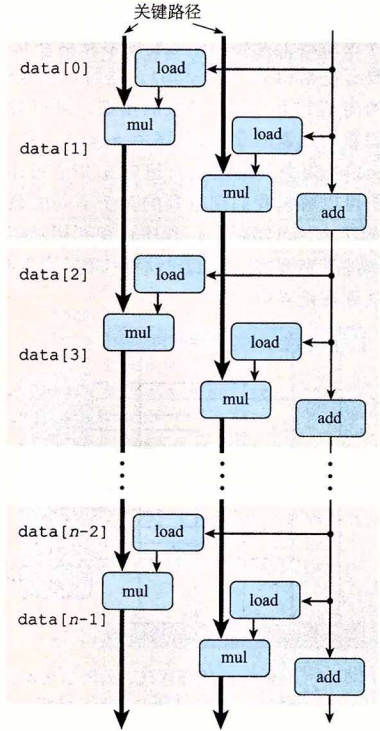 关键路径
data[0]
load
mul
data[1]
load
mul
add
data[2]
load
mul
data[3]
load
mul
add
data[n-2]
load
mul
data[n-1]
load
mul
add